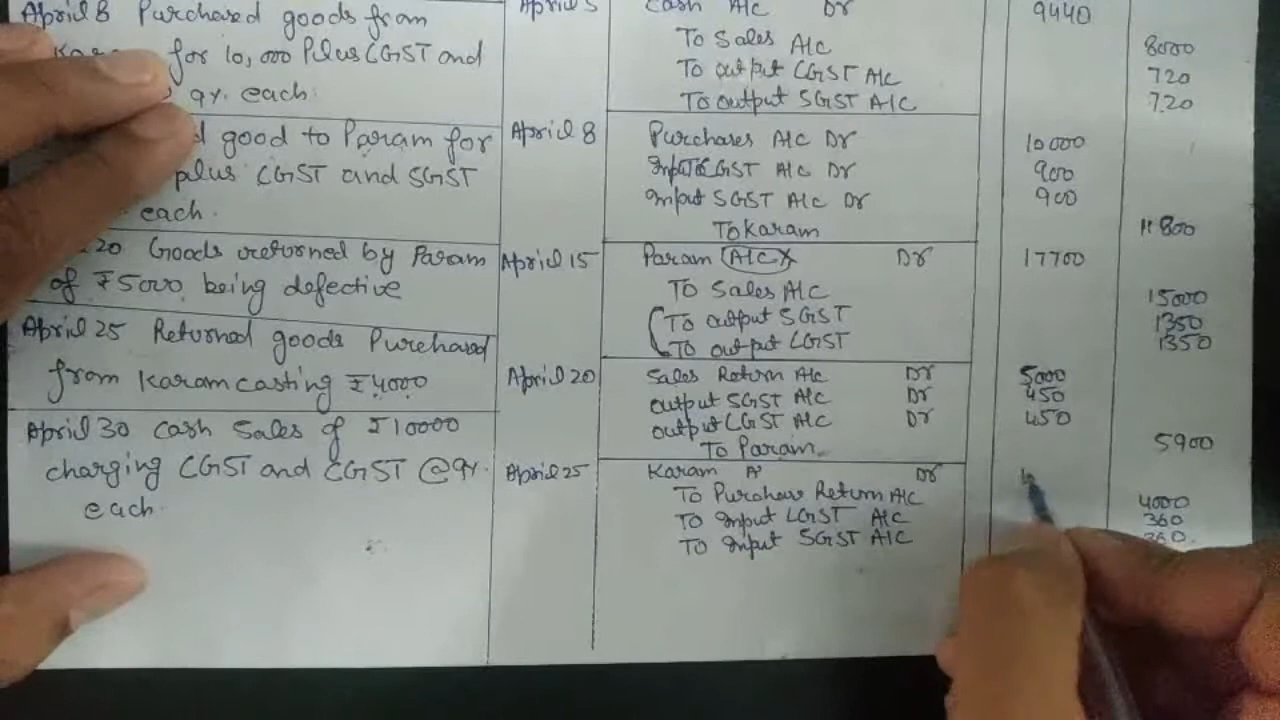 April 8 Purchased goods from
for 10,000 Plus CGST and
9%. each.
good to Param for
plus CGST and SGST
each.
20 Goods returned by Param
of ₹5000 being defective
April 25 Returned goods Purchased
from Karam casting ₹4000
April 30 Cash Sales of ₹10000
charging CGST and CGST @9%.
each.
April 5 Cash A/c Dr 9440
To Sales A/c 8000
To output CGST A/c 720
To output SGST A/c 720
April 8 Purchases A/c Dr 10000
Input CGST A/c Dr 900
Input SGST A/c Dr 900
To Karam 11800
April 15 Param A/c Dr 17700
To Sales A/c 15000
To output SGST 1350
To output CGST 1350
April 20 Sales Return A/c Dr 5000
output SGST A/c Dr 450
output CGST A/c Dr 450
To Param 5900
April 25 Karam Dr
To Purchase Return A/c 4000
To Input CGST A/c 360
To Input SGST A/c 360